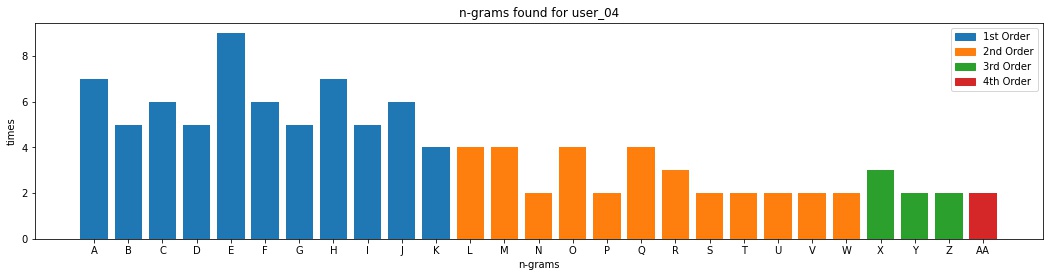 n-grams found for user_04
1st Order
2nd Order
3rd Order
4th Order
8
6
4
2
0
times
A B C D E F G H I J K L M N O P Q R S T U V W X Y Z AA
n-grams